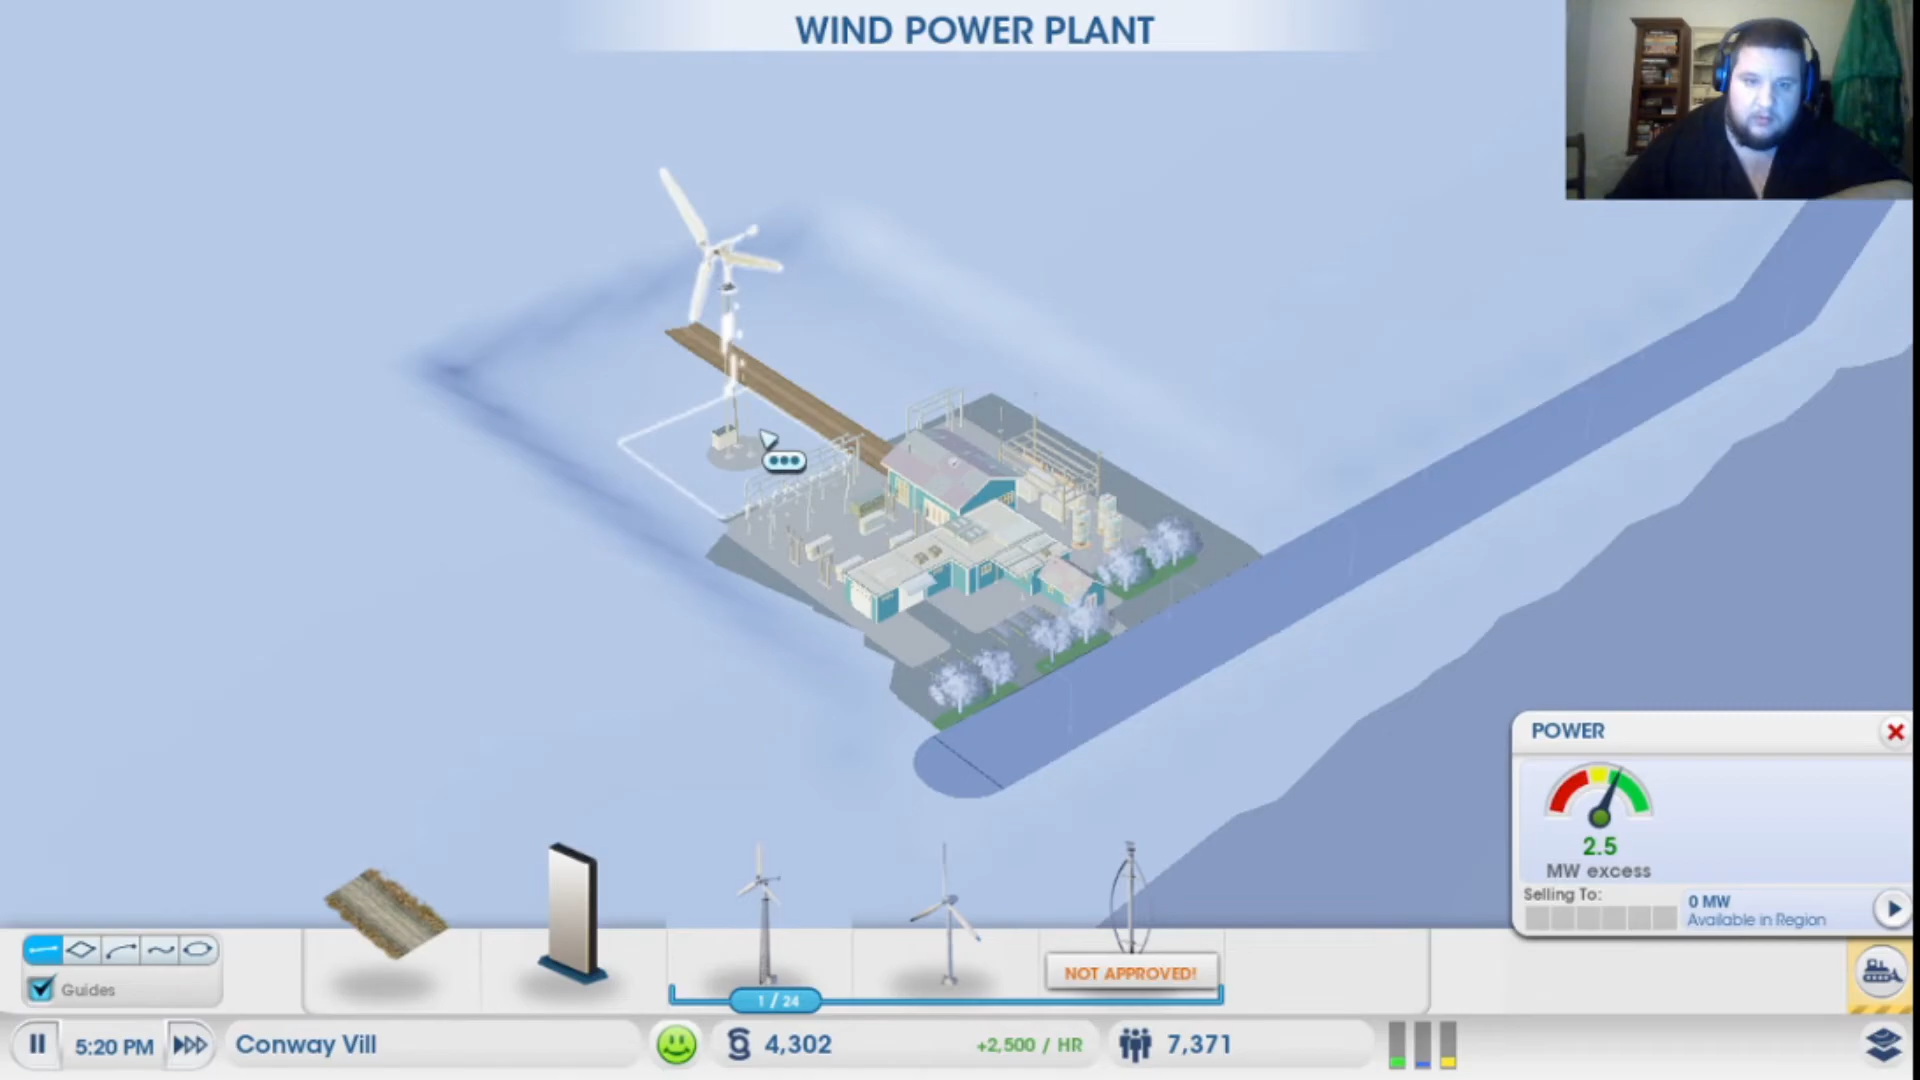 WIND POWER PLANT
POWER
2.5
MW excess
Selling To:
0 MW
Available in Region
NOT APPROVED!
Guides
1 / 24
5:20 PM
Conway Vill
4,302
+2,500 / HR
7,371